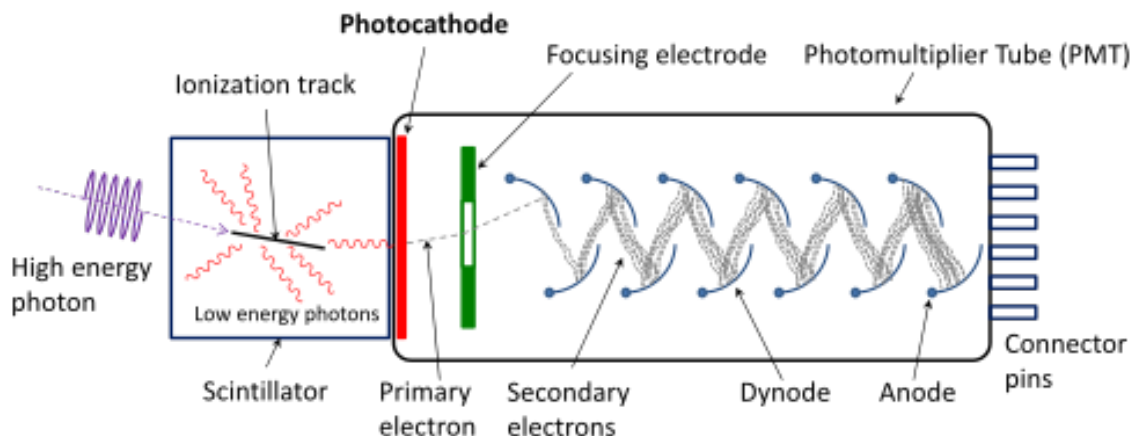 Photocathode
Focusing electrode
Photomultiplier Tube (PMT)
Ionization track
High energy
photon
Low energy photons
Scintillator
Primary
electron
Secondary
electrons
Dynode
Anode
Connector
pins